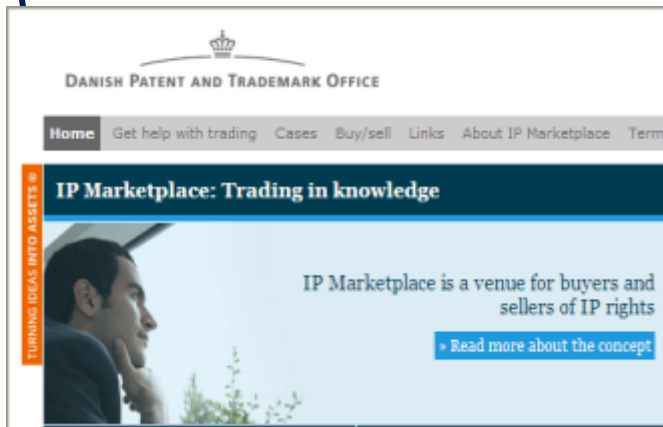 DANISH PATENT AND TRADEMARK OFFICE
Home Get help with trading Cases Buy/sell Links About IP Marketplace Term
TURNING IDEAS INTO ASSETS ®
IP Marketplace: Trading in knowledge
IP Marketplace is a venue for buyers and
sellers of IP rights
» Read more about the concept